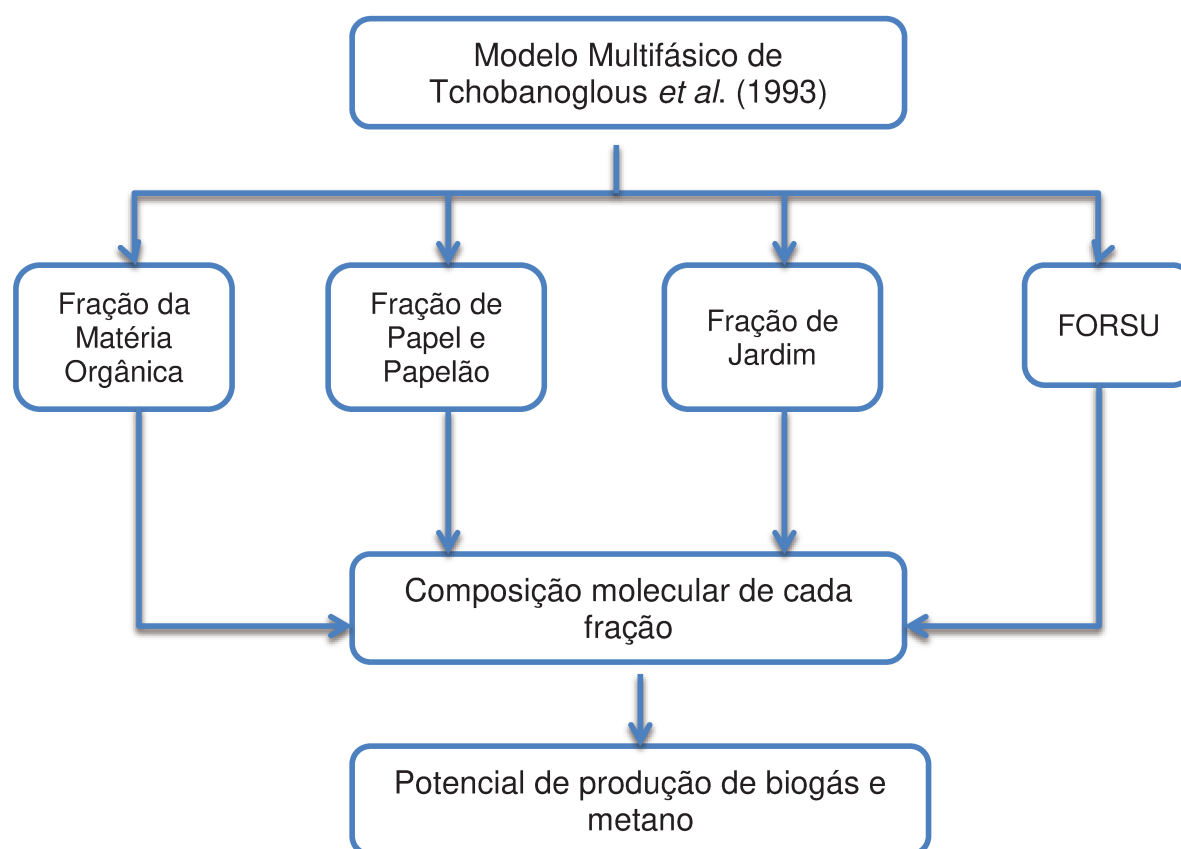 Modelo Multifásico de
Tchobanoglous et al. (1993)
Fração da
Matéria
Orgânica
Fração de
Papel e
Papelão
Fração de
Jardim
FORSU
Composição molecular de cada
fração
Potencial de produção de biogás e
metano